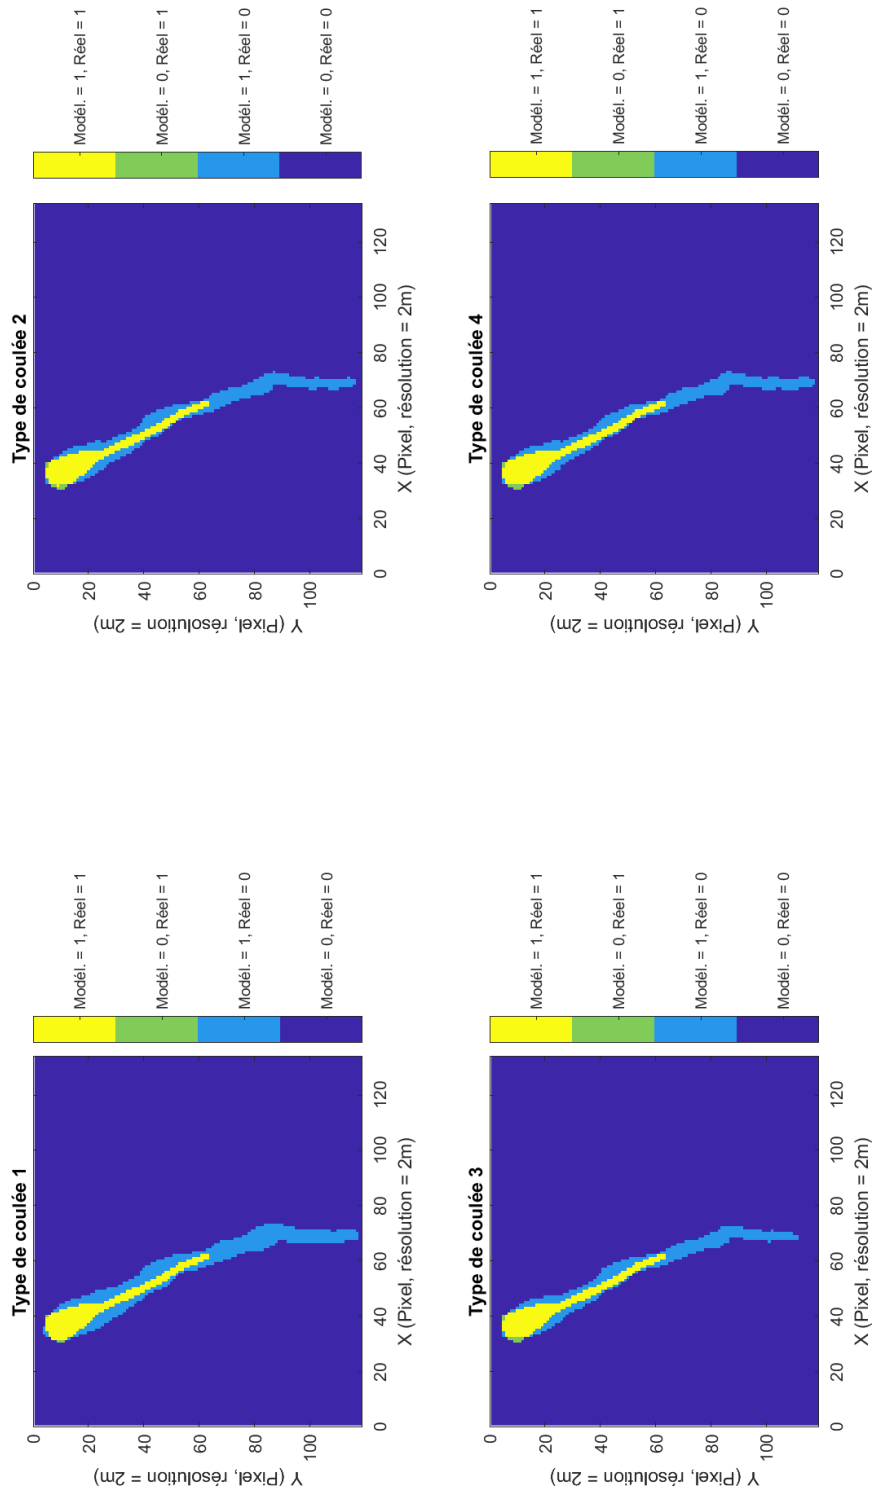 Type de coulée 1
Y (Pixel, résolution = 2m)
0
20
40
60
80
100
0
20
40
60
80
100
120
X (Pixel, résolution = 2m)
Modél. = 1, Réel = 1
Modél. = 0, Réel = 1
Modél. = 1, Réel = 0
Modél. = 0, Réel = 0
Type de coulée 2
Y (Pixel, résolution = 2m)
0
20
40
60
80
100
0
20
40
60
80
100
120
X (Pixel, résolution = 2m)
Modél. = 1, Réel = 1
Modél. = 0, Réel = 1
Modél. = 1, Réel = 0
Modél. = 0, Réel = 0
Type de coulée 3
Y (Pixel, résolution = 2m)
0
20
40
60
80
100
0
20
40
60
80
100
120
X (Pixel, résolution = 2m)
Modél. = 1, Réel = 1
Modél. = 0, Réel = 1
Modél. = 1, Réel = 0
Modél. = 0, Réel = 0
Type de coulée 4
Y (Pixel, résolution = 2m)
0
20
40
60
80
100
0
20
40
60
80
100
120
X (Pixel, résolution = 2m)
Modél. = 1, Réel = 1
Modél. = 0, Réel = 1
Modél. = 1, Réel = 0
Modél. = 0, Réel = 0